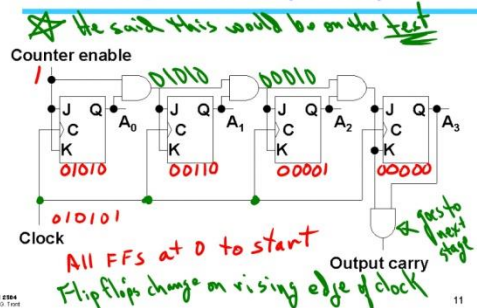 ☆ He said this would be on the test
Counter enable
1
01010
00010
J Q
C
K
A0
01010
J Q
C
K
A1
00110
J Q
C
K
A2
00001
J Q
C
K
A3
00000
010101
Clock
All FFs at 0 to start
goes to next stage
Output carry
Flip flops change on rising edge of clock
11